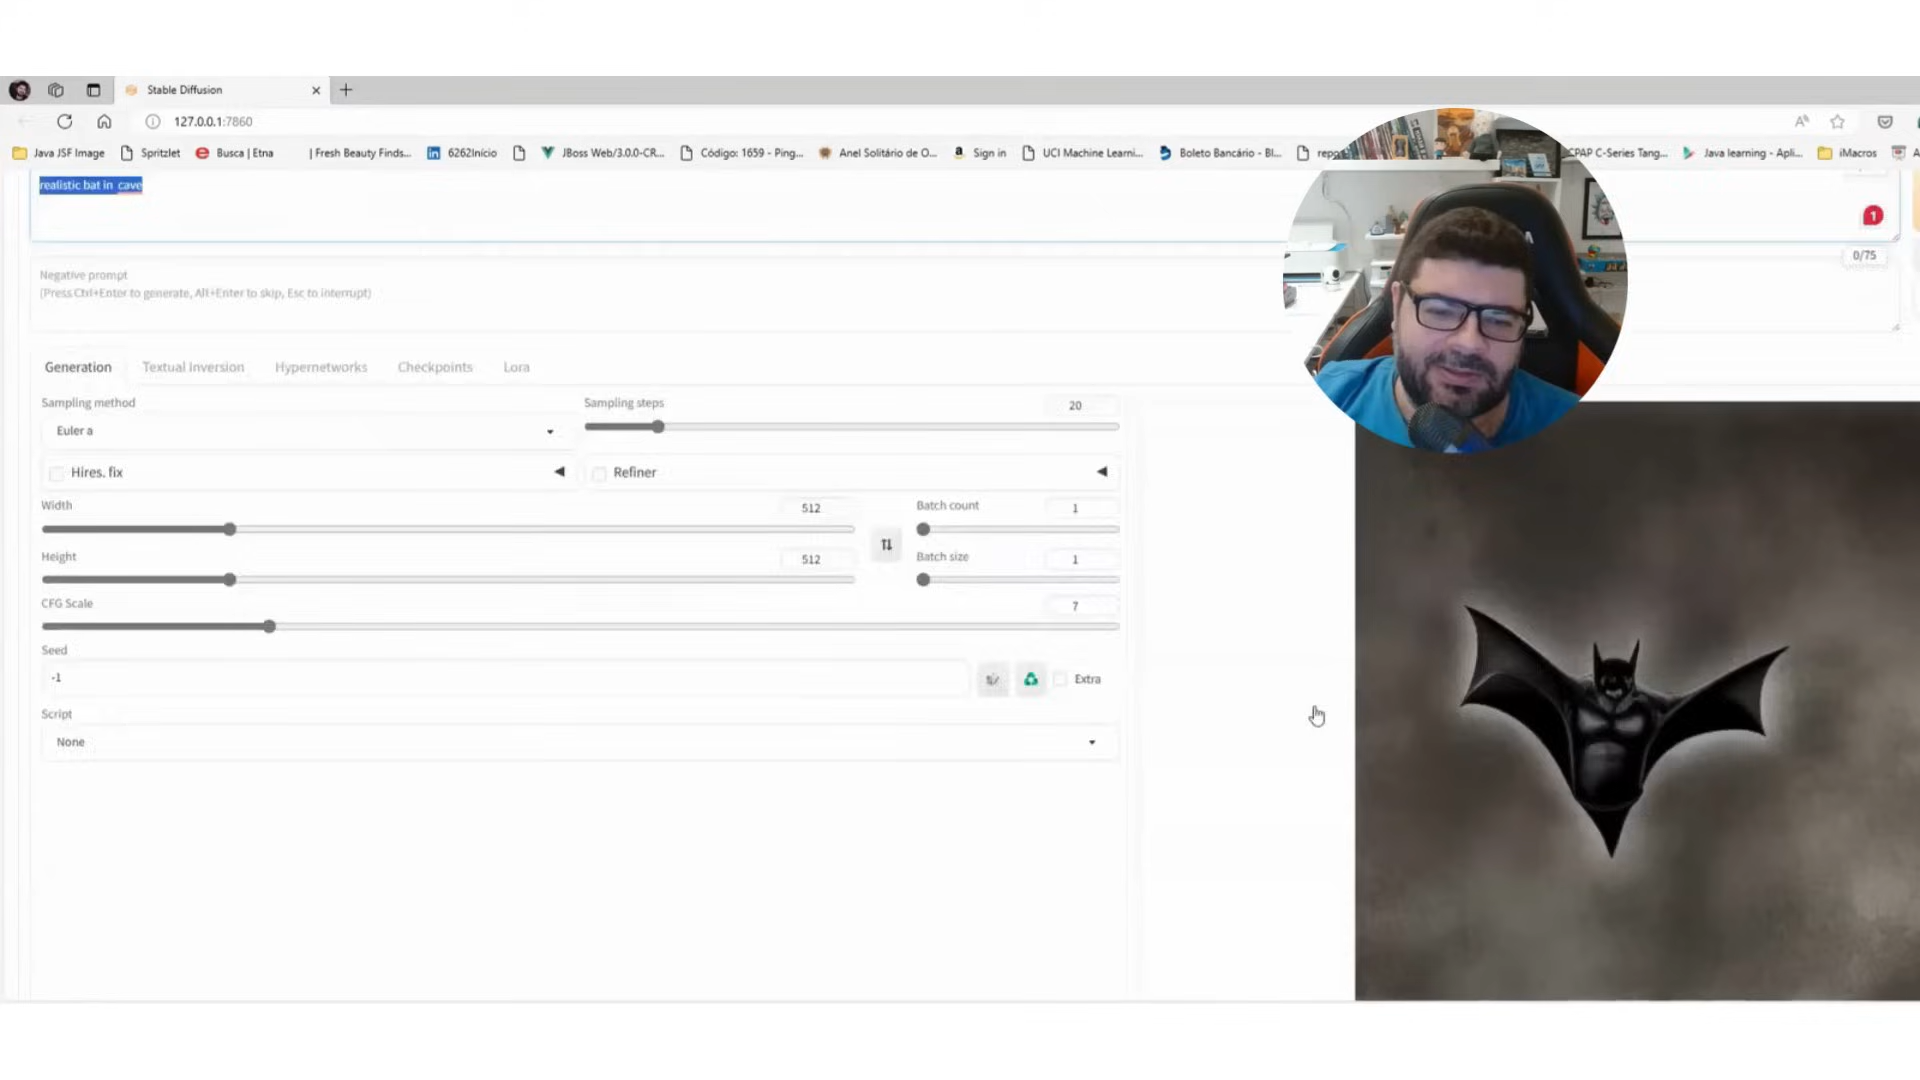 Stable Diffusion
127.0.0.1:7860
Java JSF Image
Spritzlet
Busca | Etna
| Fresh Beauty Finds...
6262Início
JBoss Web/3.0.0-CR...
Código: 1659 - Ping...
Anel Solitário de O...
Sign in
UCI Machine Learni...
Boleto Bancário - Bl...
CPAP C-Series Tang...
Java learning - Apli...
iMacros
realistic bat in cave
1
0/75
Negative prompt
(Press Ctrl+Enter to generate, Alt+Enter to skip, Esc to interrupt)
Generation
Textual Inversion
Hypernetworks
Checkpoints
Lora
Sampling method
Sampling steps
20
Euler a
Hires. fix
Refiner
Width
512
Batch count
1
Height
512
Batch size
1
CFG Scale
7
Seed
-1
Extra
Script
None